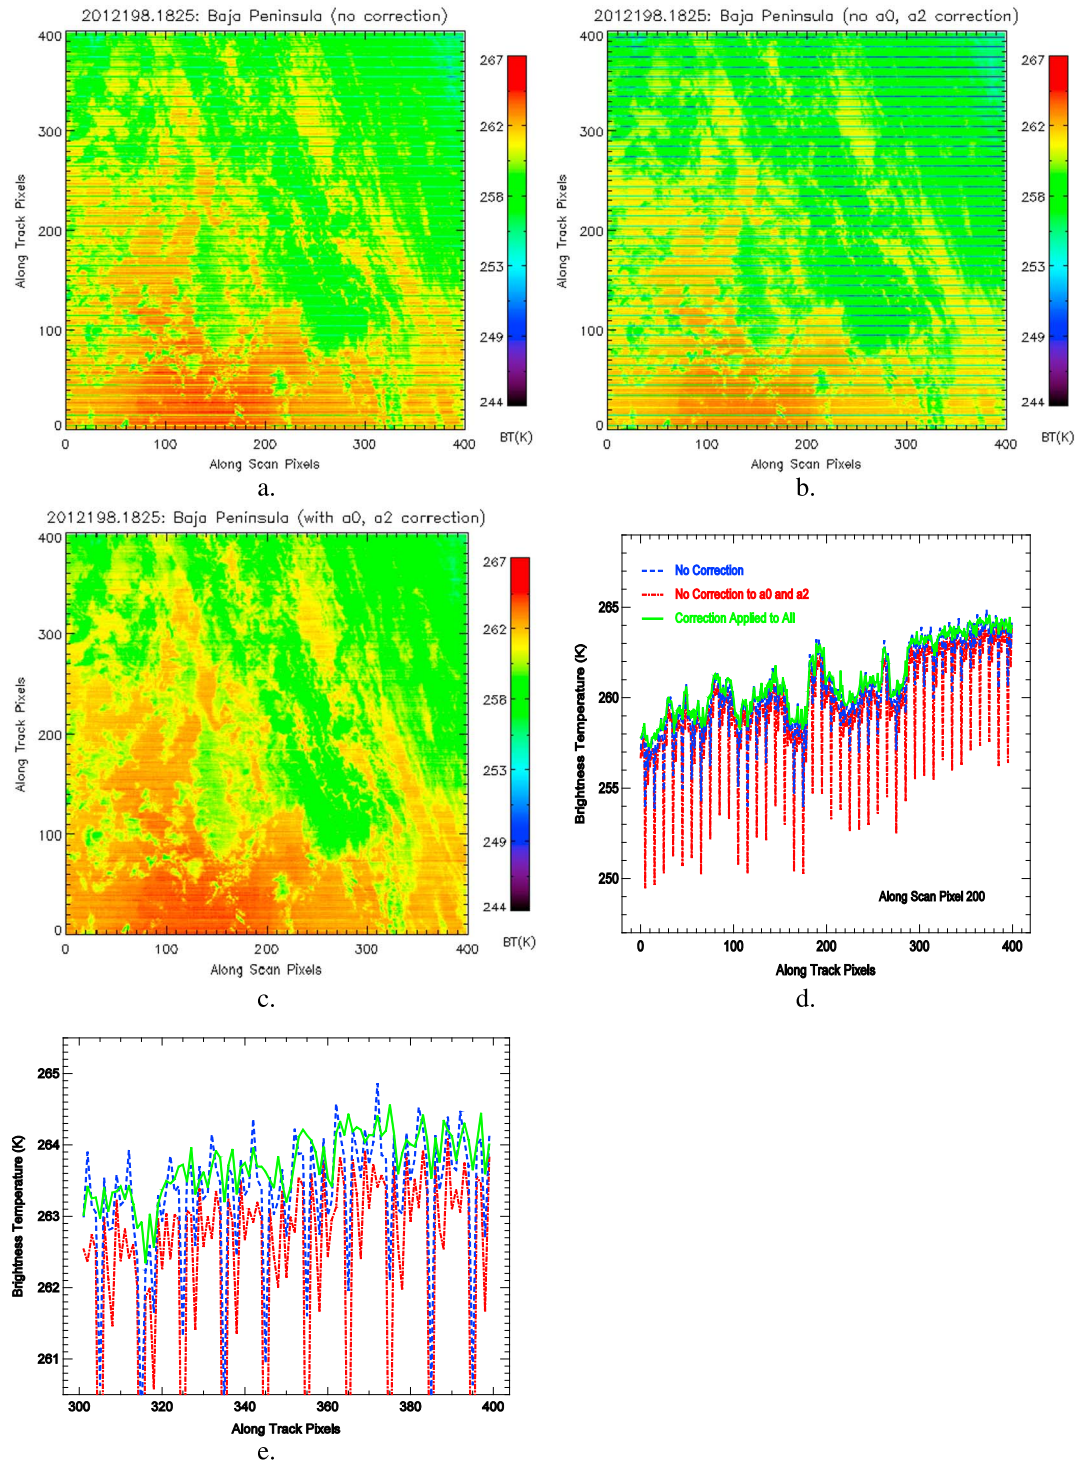 2012198.1825: Baja Peninsula (no correction)
400
300
200
100
0
0 100 200 300 400
Along Track Pixels
Along Scan Pixels
267
262
258
253
249
244
BT(K)
a.
2012198.1825: Baja Peninsula (no a0, a2 correction)
400
300
200
100
0
0 100 200 300 400
Along Track Pixels
Along Scan Pixels
267
262
258
253
249
244
BT(K)
b.
2012198.1825: Baja Peninsula (with a0, a2 correction)
400
300
200
100
0
0 100 200 300 400
Along Track Pixels
Along Scan Pixels
267
262
258
253
249
244
BT(K)
c.
No Correction
No Correction to a0 and a2
Correction Applied to All
265
260
255
250
Brightness Temperature (K)
Along Scan Pixel 200
0 100 200 300 400
Along Track Pixels
d.
265
264
263
262
261
Brightness Temperature (K)
300 320 340 360 380 400
Along Track Pixels
e.